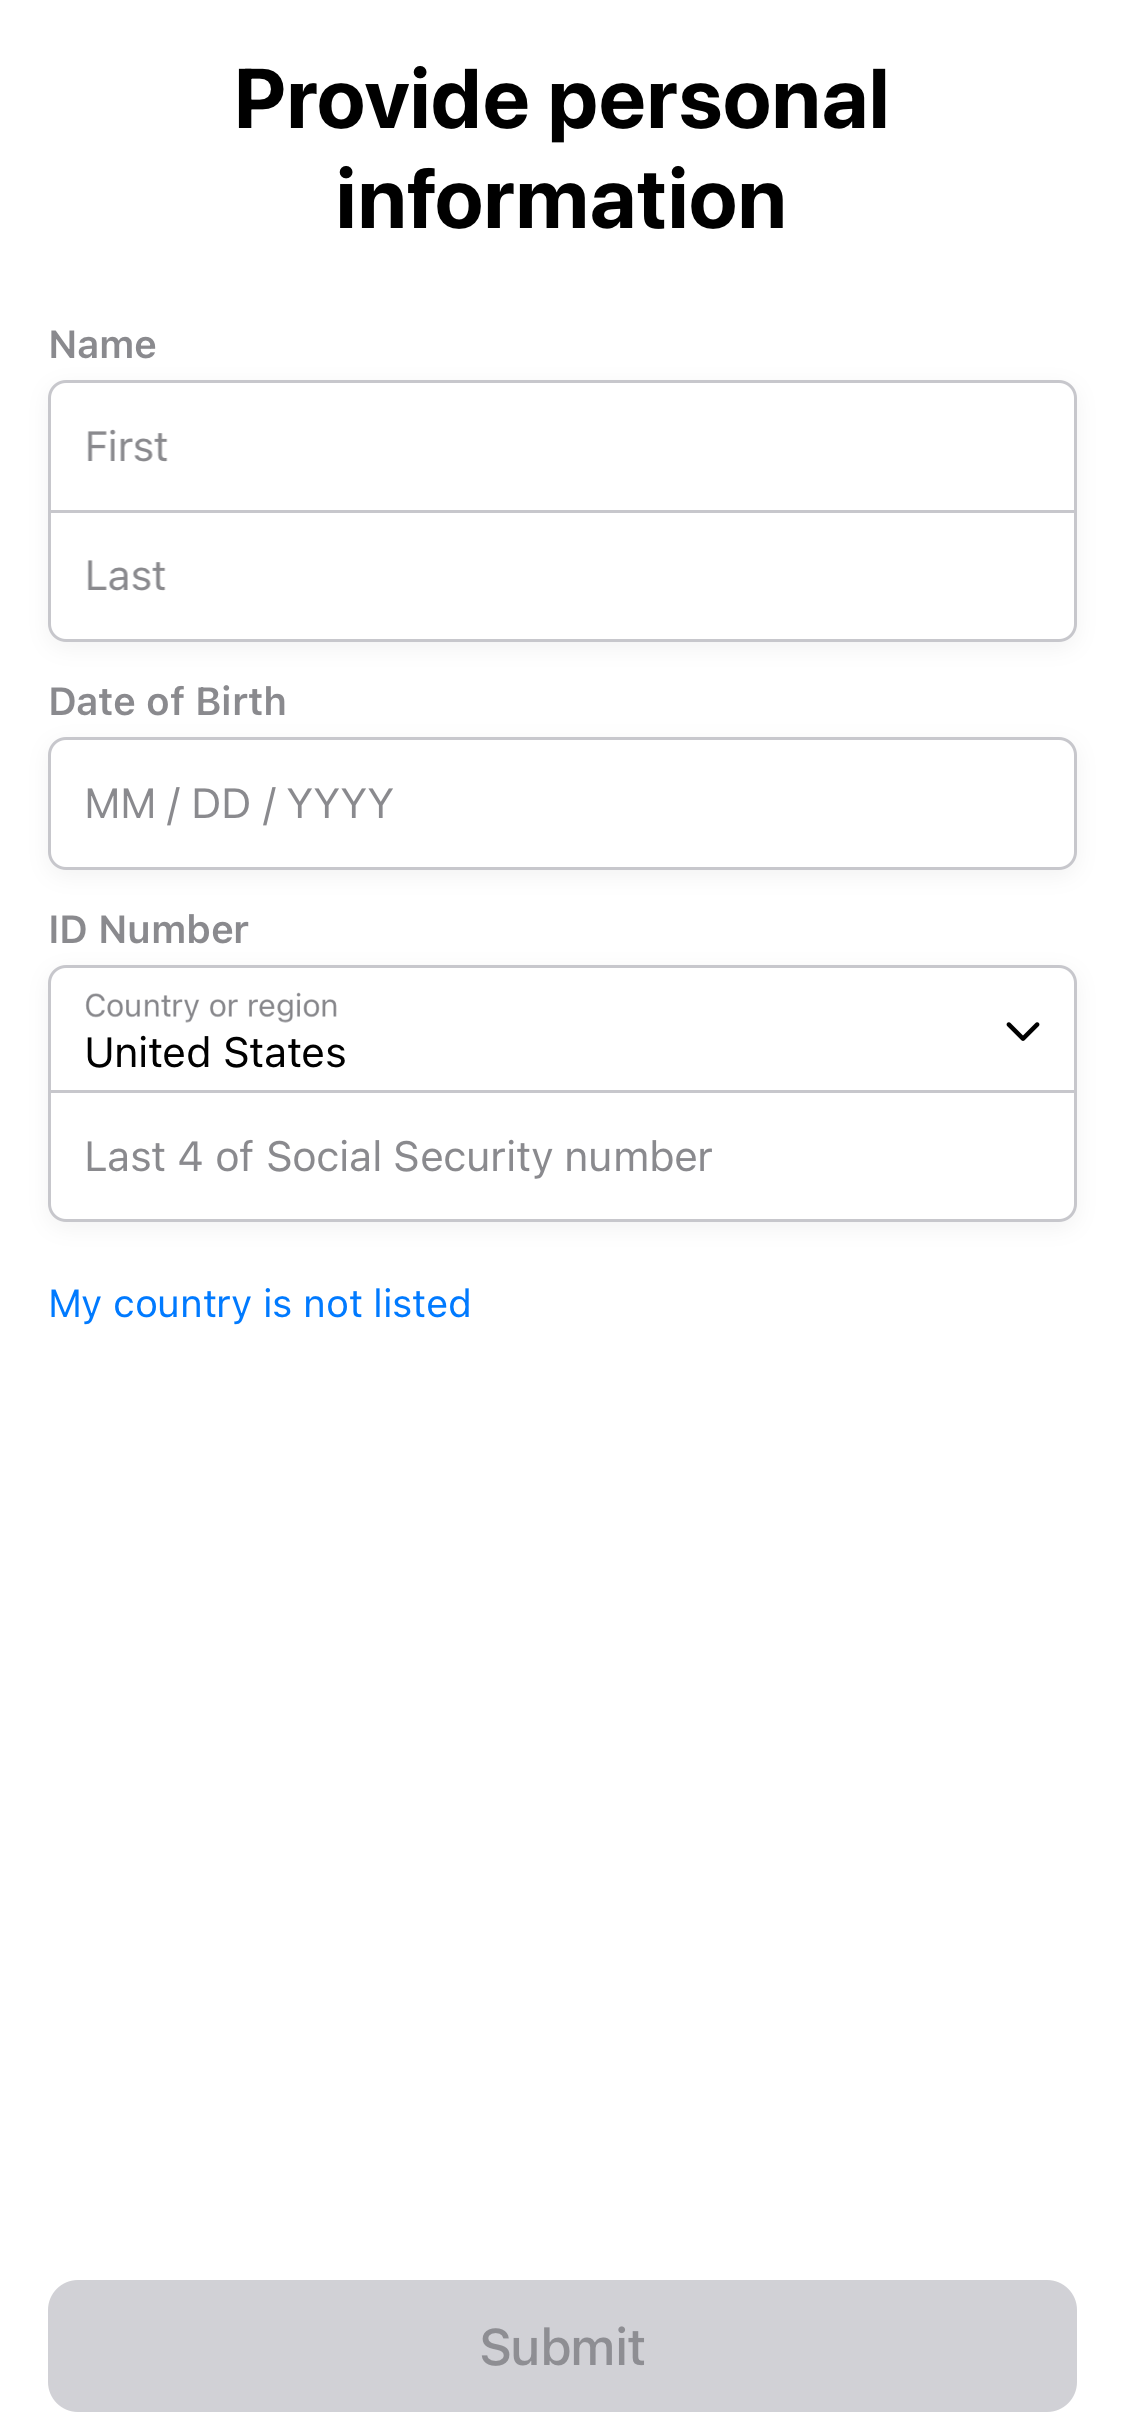 Provide personal
information
Name
First
Last
Date of Birth
MM / DD / YYYY
ID Number
Country or region
United States
Last 4 of Social Security number
My country is not listed
Submit